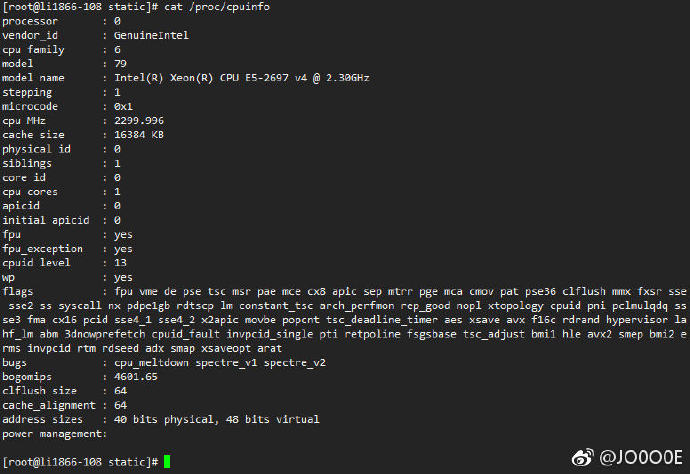 [root@li1866-108 static]# cat /proc/cpuinfo
processor : 0
vendor_id : GenuineIntel
cpu family : 6
model : 79
model name : Intel(R) Xeon(R) CPU E5-2697 v4 @ 2.30GHz
stepping : 1
microcode : 0x1
cpu MHz : 2299.996
cache size : 16384 KB
physical id : 0
siblings : 1
core id : 0
cpu cores : 1
apicid : 0
initial apicid : 0
fpu : yes
fpu_exception : yes
cpuid level : 13
wp : yes
flags : fpu vme de pse tsc msr pae mce cx8 apic sep mtrr pge mca cmov pat pse36 clflush mmx fxsr sse
sse2 ss syscall nx pdpe1gb rdtscp lm constant_tsc arch_perfmon rep_good nopl xtopology cpuid pni pclmulqdq ss
se3 fma cx16 pcid sse4_1 sse4_2 x2apic movbe popcnt tsc_deadline_timer aes xsave avx f16c rdrand hypervisor la
hf_lm abm 3dnowprefetch cpuid_fault invpcid_single pti retpoline fsgsbase tsc_adjust bmi1 hle avx2 smep bmi2 e
rms invpcid rtm rdseed adx smap xsaveopt arat
bugs : cpu_meltdown spectre_v1 spectre_v2
bogomips : 4601.65
clflush size : 64
cache_alignment : 64
address sizes : 40 bits physical, 48 bits virtual
power management:
[root@li1866-108 static]#
@JO0O0E